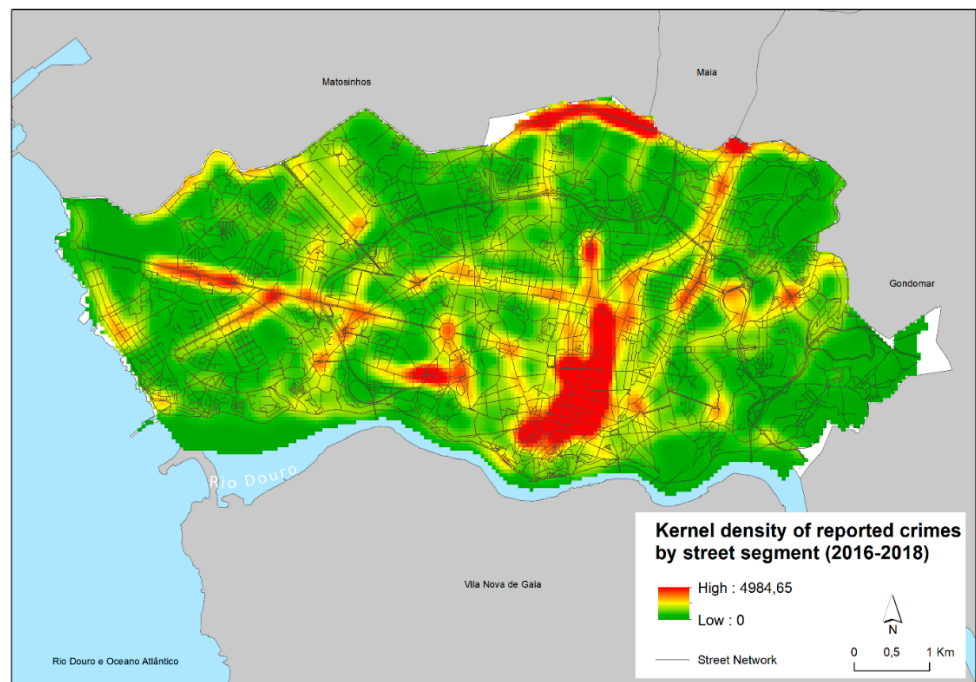 Matosinhos
Maia
Gondomar
Rio Douro
Vila Nova de Gaia
Rio Douro e Oceano Atlântico
Kernel density of reported crimes
by street segment (2016-2018)
High : 4984,65
Low : 0
Street Network
N
0 0,5 1 Km